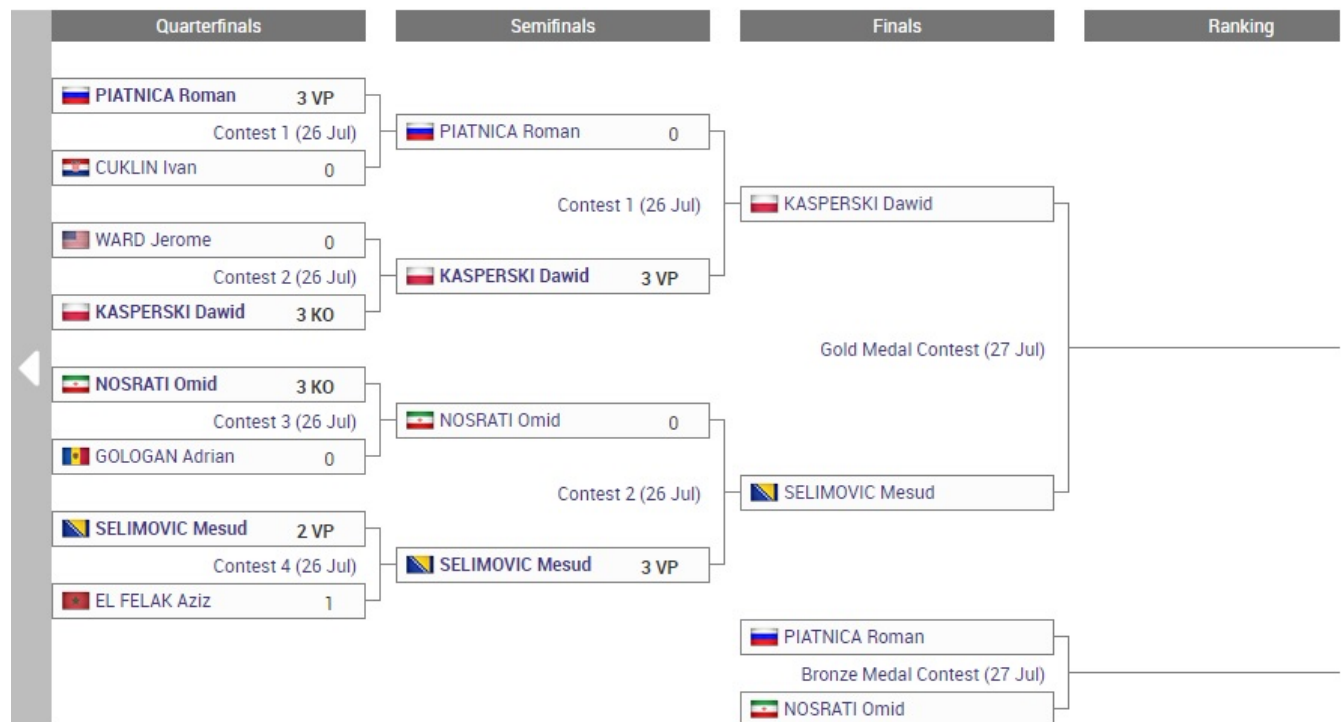 Quarterfinals
Semifinals
Finals
Ranking
PIATNICA Roman 3 VP
Contest 1 (26 Jul)
CUKLIN Ivan 0
WARD Jerome 0
Contest 2 (26 Jul)
KASPERSKI Dawid 3 KO
NOSRATI Omid 3 KO
Contest 3 (26 Jul)
GOLOGAN Adrian 0
SELIMOVIC Mesud 2 VP
Contest 4 (26 Jul)
EL FELAK Aziz 1
PIATNICA Roman 0
Contest 1 (26 Jul)
KASPERSKI Dawid 3 VP
NOSRATI Omid 0
Contest 2 (26 Jul)
SELIMOVIC Mesud 3 VP
KASPERSKI Dawid
Gold Medal Contest (27 Jul)
SELIMOVIC Mesud
PIATNICA Roman
Bronze Medal Contest (27 Jul)
NOSRATI Omid